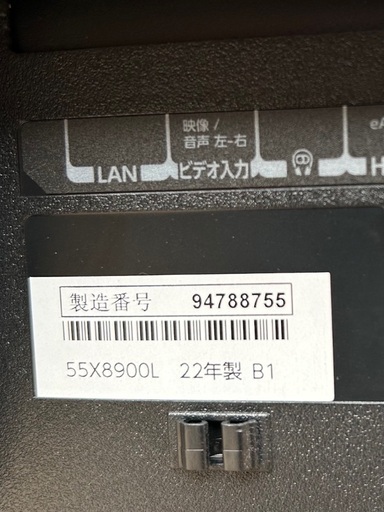 映像/
音声 左-右
eA
LAN
ビデオ入力
H
製造番号 94788755
55X8900L 22年製 B1